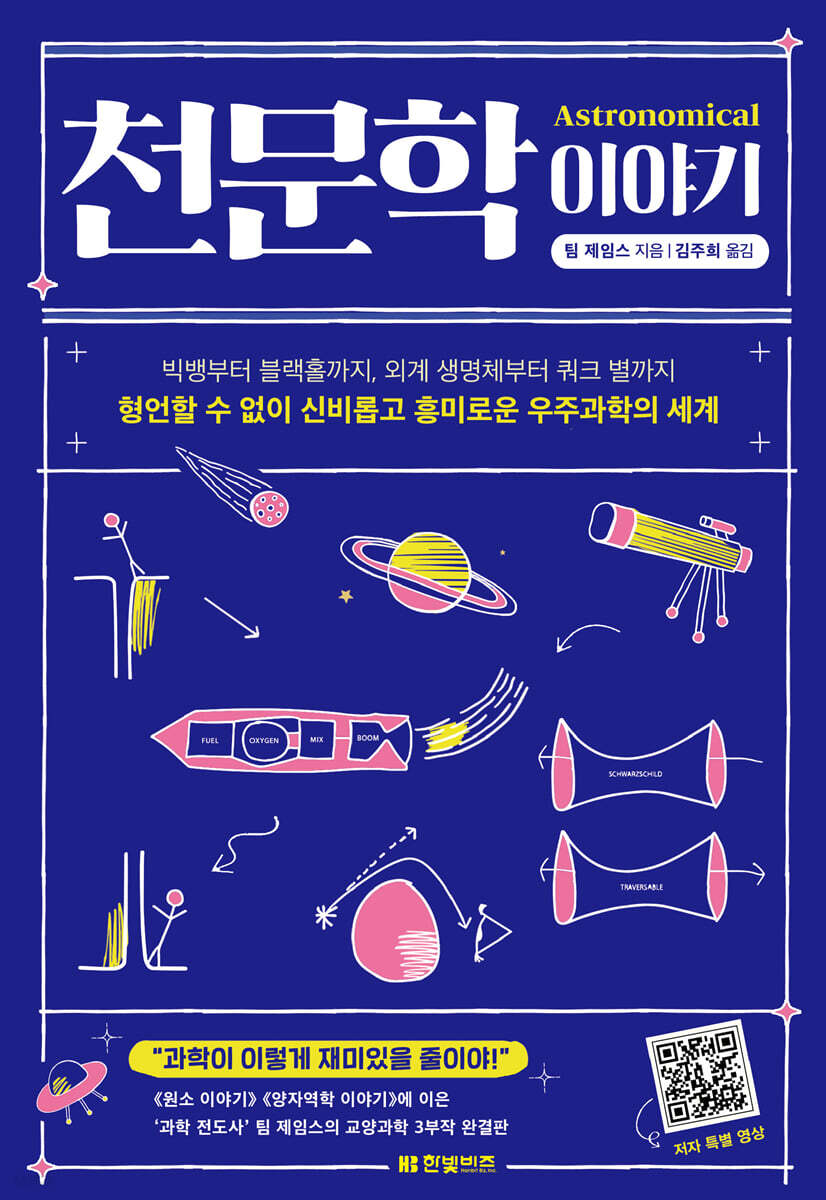 Astronomical
천문학 이야기
팀 제임스 지음 | 김주희 옮김
빅뱅부터 블랙홀까지, 외계 생명체부터 쿼크 별까지
형언할 수 없이 신비롭고 흥미로운 우주과학의 세계
FUEL OXYGEN MIX BOOM
SCHWARZSCHILD
TRAVERSABLE
"과학이 이렇게 재미있을 줄이야!"
《원소 이야기》 《양자역학 이야기》에 이은
‘과학 전도사’ 팀 제임스의 교양과학 3부작 완결판
저자 특별 영상
HB 한빛비즈
Hanbit Biz, Inc.